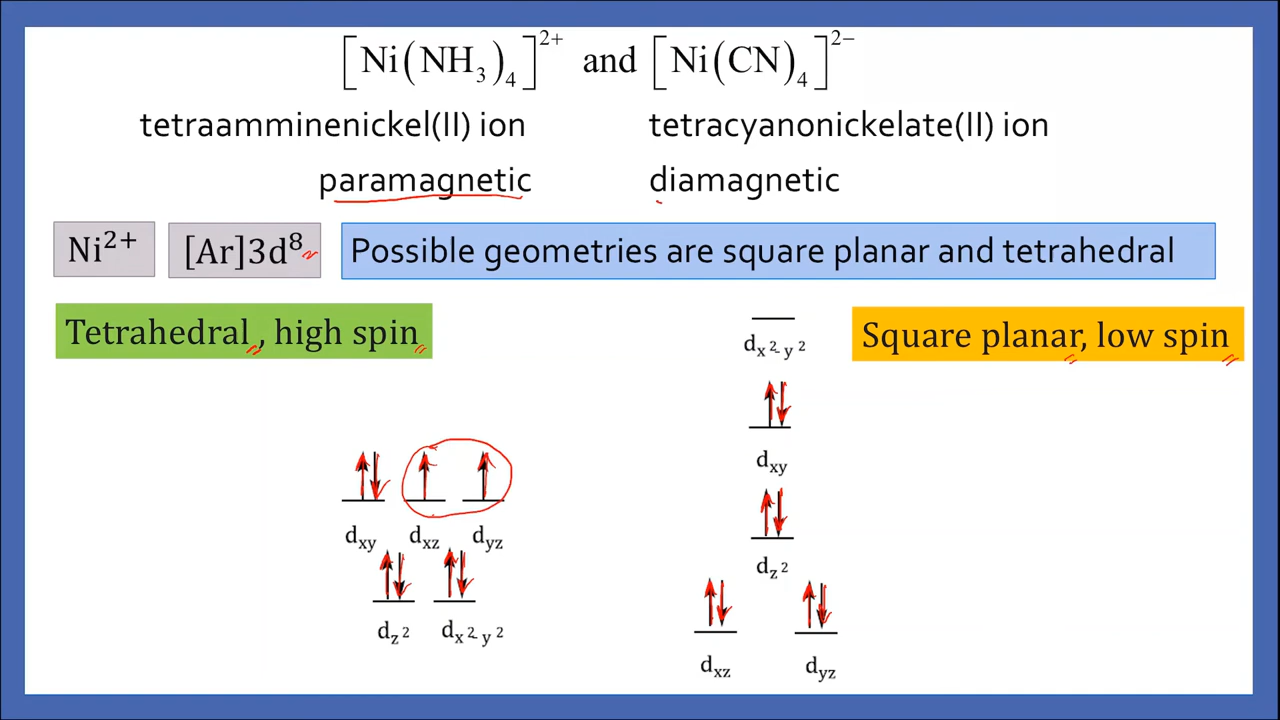 [Ni(NH₃)₄]²⁺ and [Ni(CN)₄]²⁻
tetraamminenickel(II) ion tetracyanonickelate(II) ion
paramagnetic diamagnetic
Ni²⁺ [Ar]3d⁸ Possible geometries are square planar and tetrahedral
Tetrahedral, high spin
Square planar, low spin
dx²-y²
dxy
dxy dxz dyz
dz²
dz² dx²-y²
dxz dyz